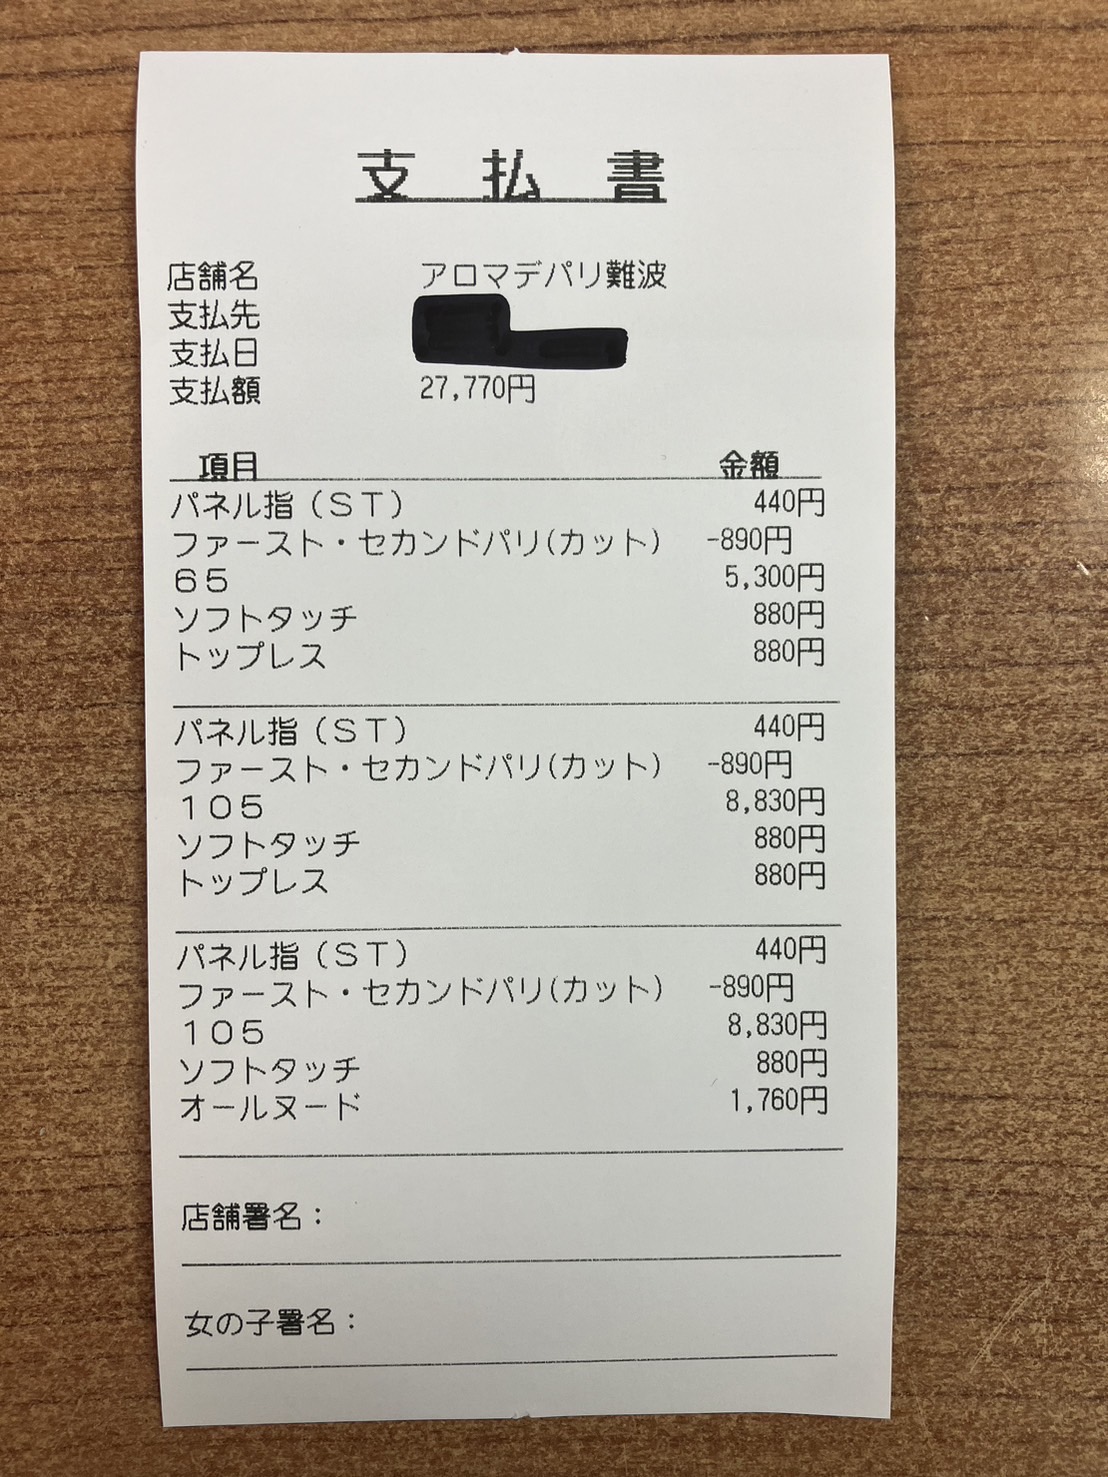 支払書
店舗名 アロマデパリ難波
支払先
支払日
支払額 27,770円
項目 金額
パネル指（ＳＴ） 440円
ファースト・セカンドパリ(カット) -890円
６５ 5,300円
ソフトタッチ 880円
トップレス 880円
パネル指（ＳＴ） 440円
ファースト・セカンドパリ(カット) -890円
１０５ 8,830円
ソフトタッチ 880円
トップレス 880円
パネル指（ＳＴ） 440円
ファースト・セカンドパリ(カット) -890円
１０５ 8,830円
ソフトタッチ 880円
オールヌード 1,760円
店舗署名：
女の子署名：